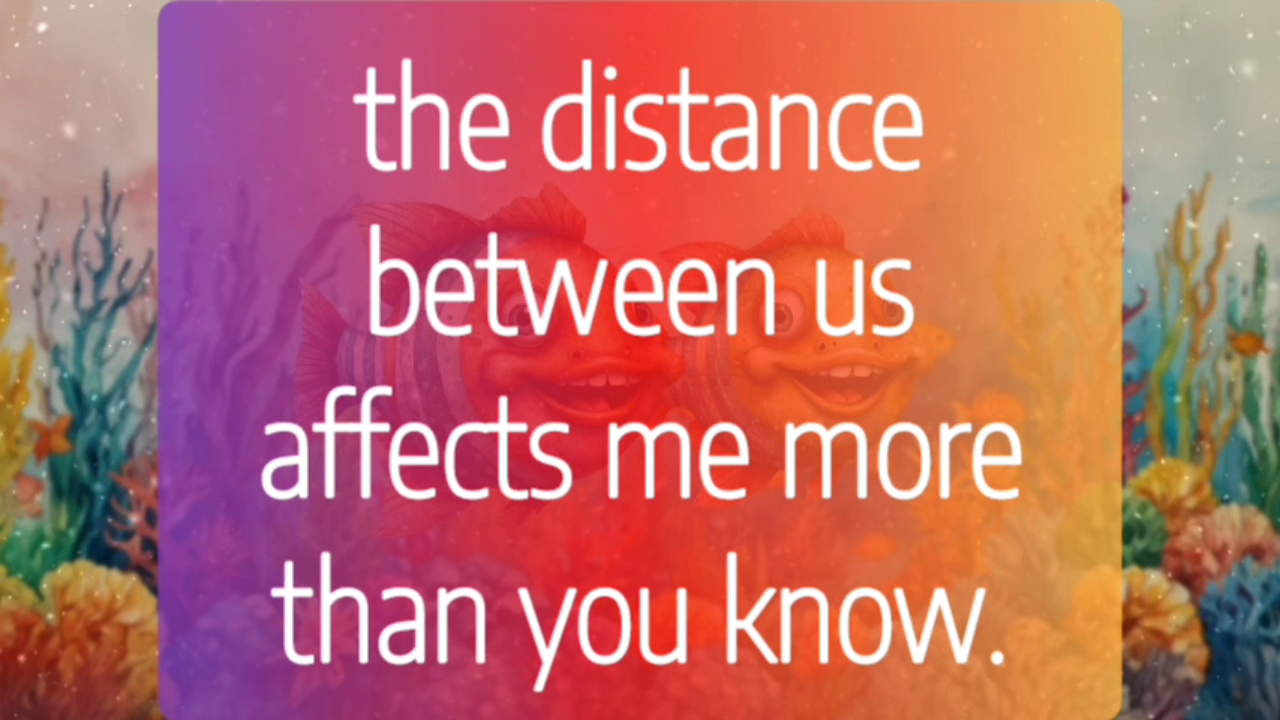 the distance
between us
affects me more
than you know.